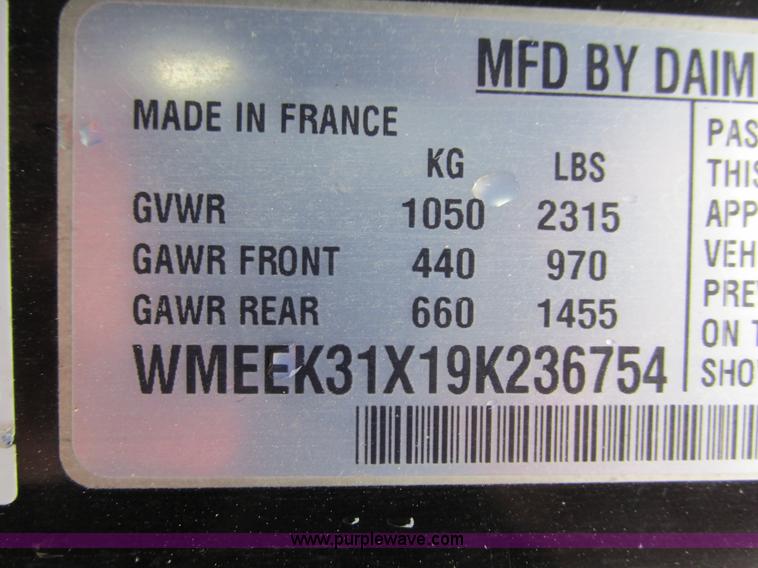 MFD BY DAIM
MADE IN FRANCE
KG LBS
GVWR 1050 2315
GAWR FRONT 440 970
GAWR REAR 660 1455
WMEEK31X19K236754
PAS
THIS
APP
VEH
PRE
ON T
SHO
www.purplewave.com